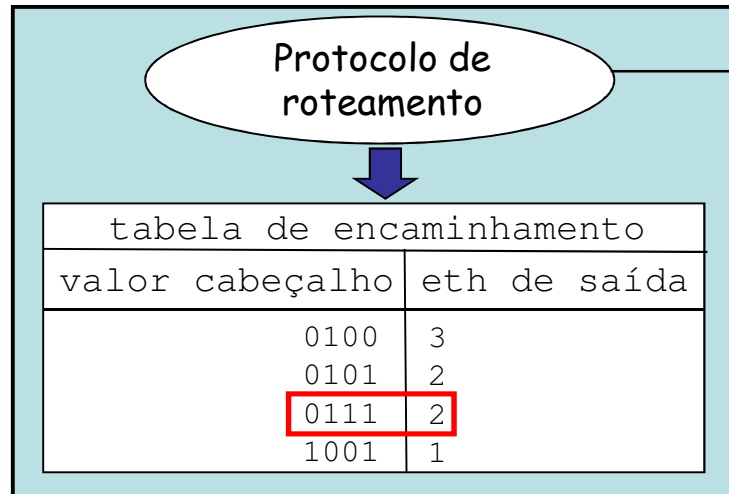 Protocolo de
roteamento
tabela de encaminhamento
valor cabeçalho eth de saída
0100 3
0101 2
0111 2
1001 1